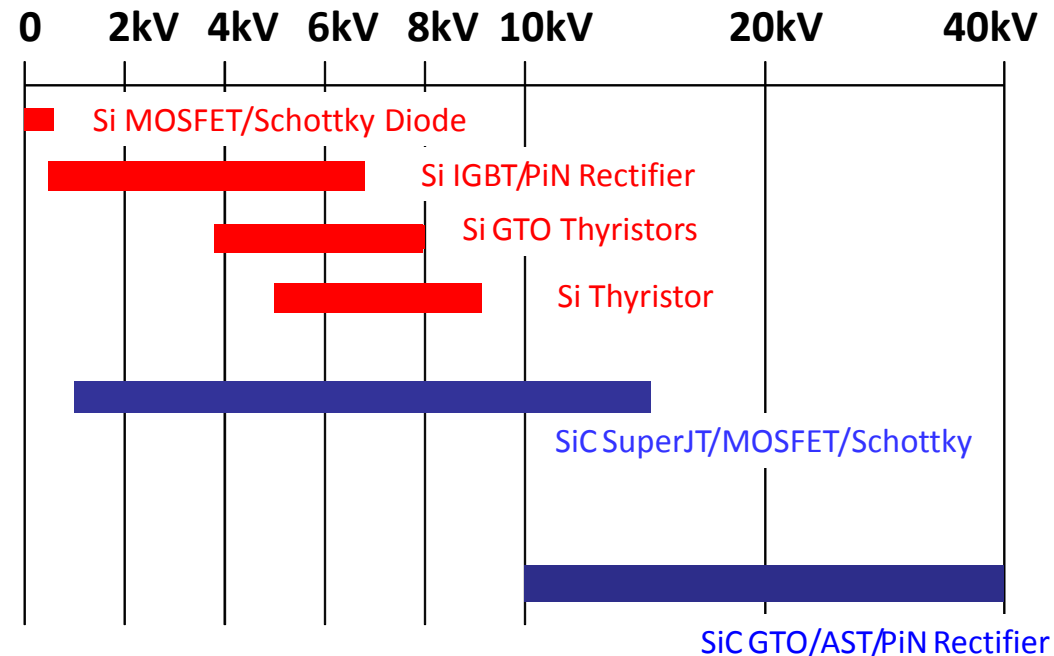 0 2kV 4kV 6kV 8kV 10kV 20kV 40kV
Si MOSFET/Schottky Diode
Si IGBT/PiN Rectifier
Si GTO Thyristors
Si Thyristor
SiC SuperJT/MOSFET/Schottky
SiC GTO/AST/PiN Rectifier